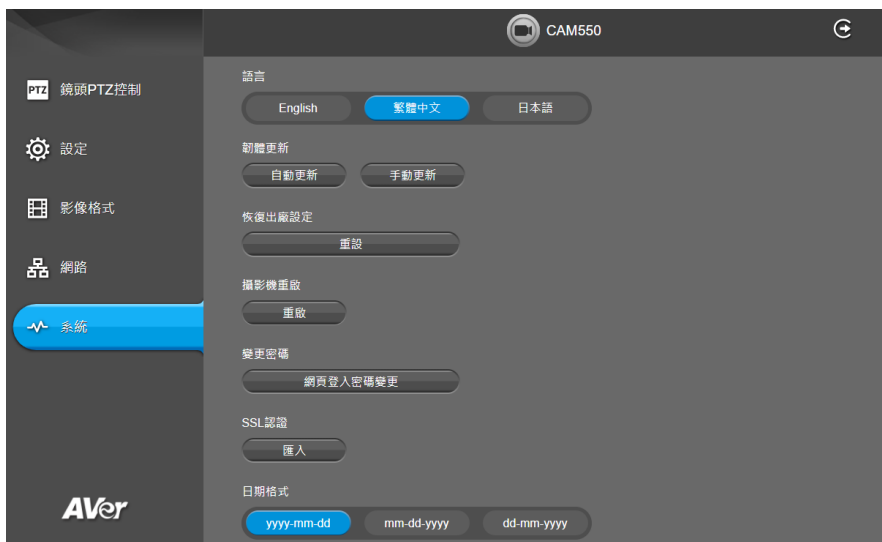 CAM550
PTZ 鏡頭PTZ控制
設定
影像格式
網路
系統
AVer
語言
English 繁體中文 日本語
韌體更新
自動更新 手動更新
恢復出廠設定
重設
攝影機重啟
重啟
變更密碼
網頁登入密碼變更
SSL認證
匯入
日期格式
yyyy-mm-dd mm-dd-yyyy dd-mm-yyyy